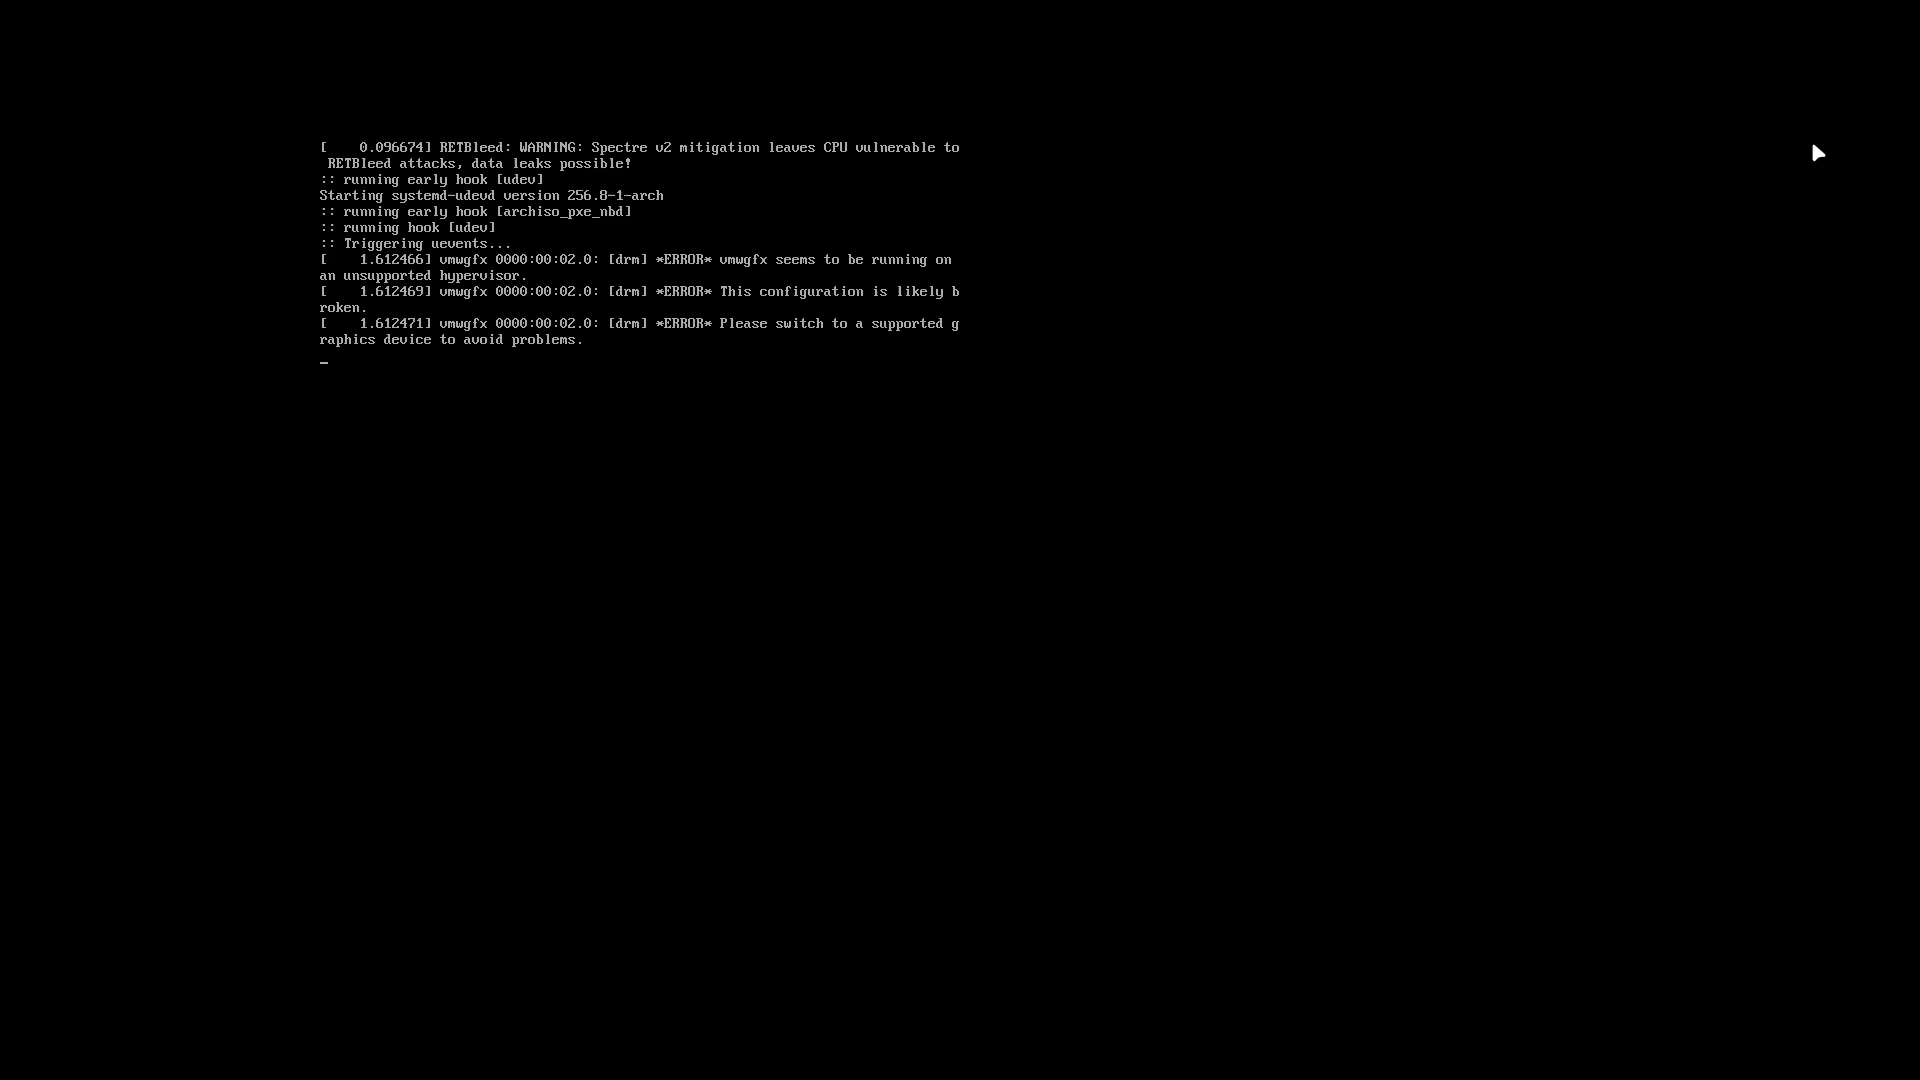 [    0.096674] RETBleed: WARNING: Spectre v2 mitigation leaves CPU vulnerable to
 RETBleed attacks, data leaks possible!
:: running early hook [udev]
Starting systemd-udevd version 256.8-1-arch
:: running early hook [archiso_pxe_nbd]
:: running hook [udev]
:: Triggering uevents...
[    1.612466] vmwgfx 0000:00:02.0: [drm] *ERROR* vmwgfx seems to be running on
an unsupported hypervisor.
[    1.612469] vmwgfx 0000:00:02.0: [drm] *ERROR* This configuration is likely b
roken.
[    1.612471] vmwgfx 0000:00:02.0: [drm] *ERROR* Please switch to a supported g
raphics device to avoid problems.
_